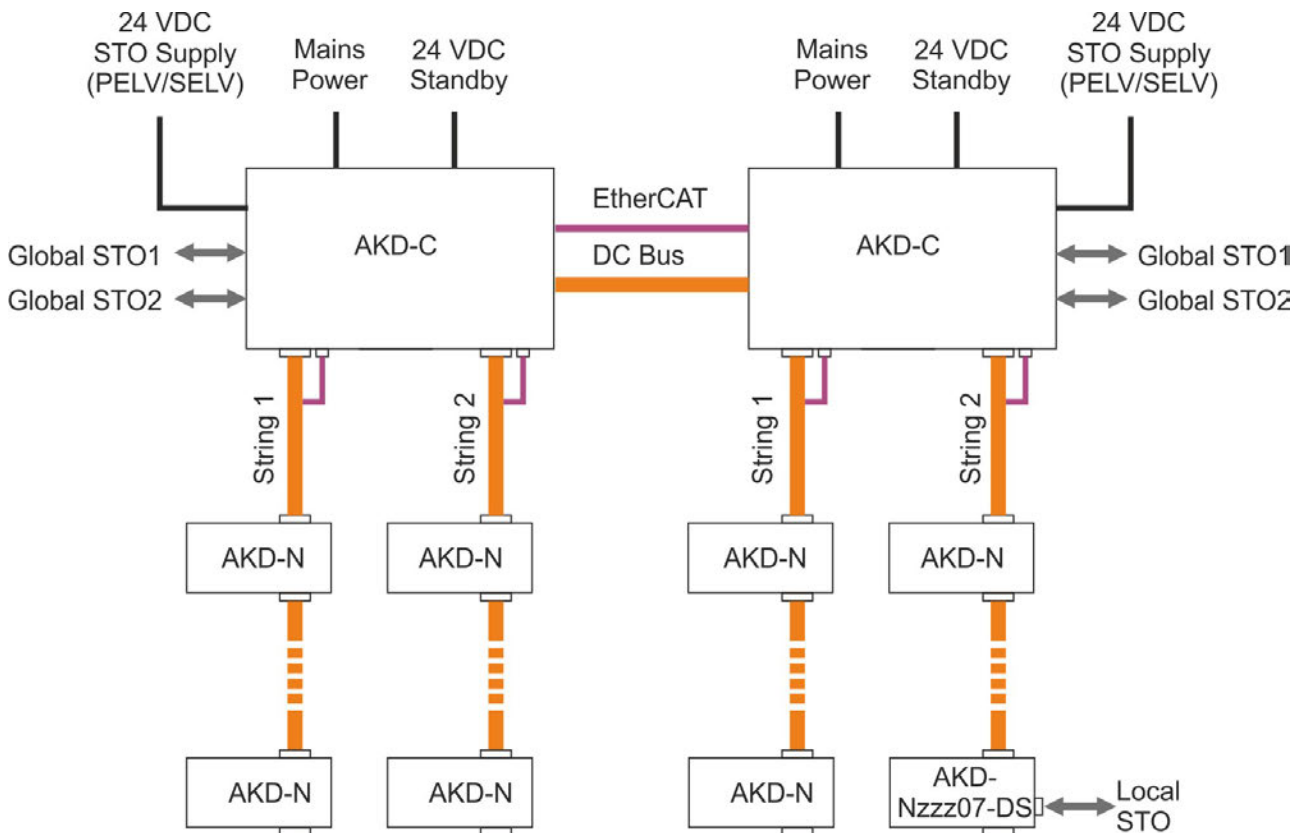 24 VDC
STO Supply
(PELV/SELV)
Mains
Power
24 VDC
Standby
Mains
Power
24 VDC
Standby
24 VDC
STO Supply
(PELV/SELV)
EtherCAT
DC Bus
AKD-C
AKD-C
Global STO1
Global STO2
Global STO1
Global STO2
String 1
String 2
String 1
String 2
AKD-N
AKD-N
AKD-N
AKD-N
AKD-N
AKD-N
AKD-N
AKD-
Nzzz07-DS
Local
STO